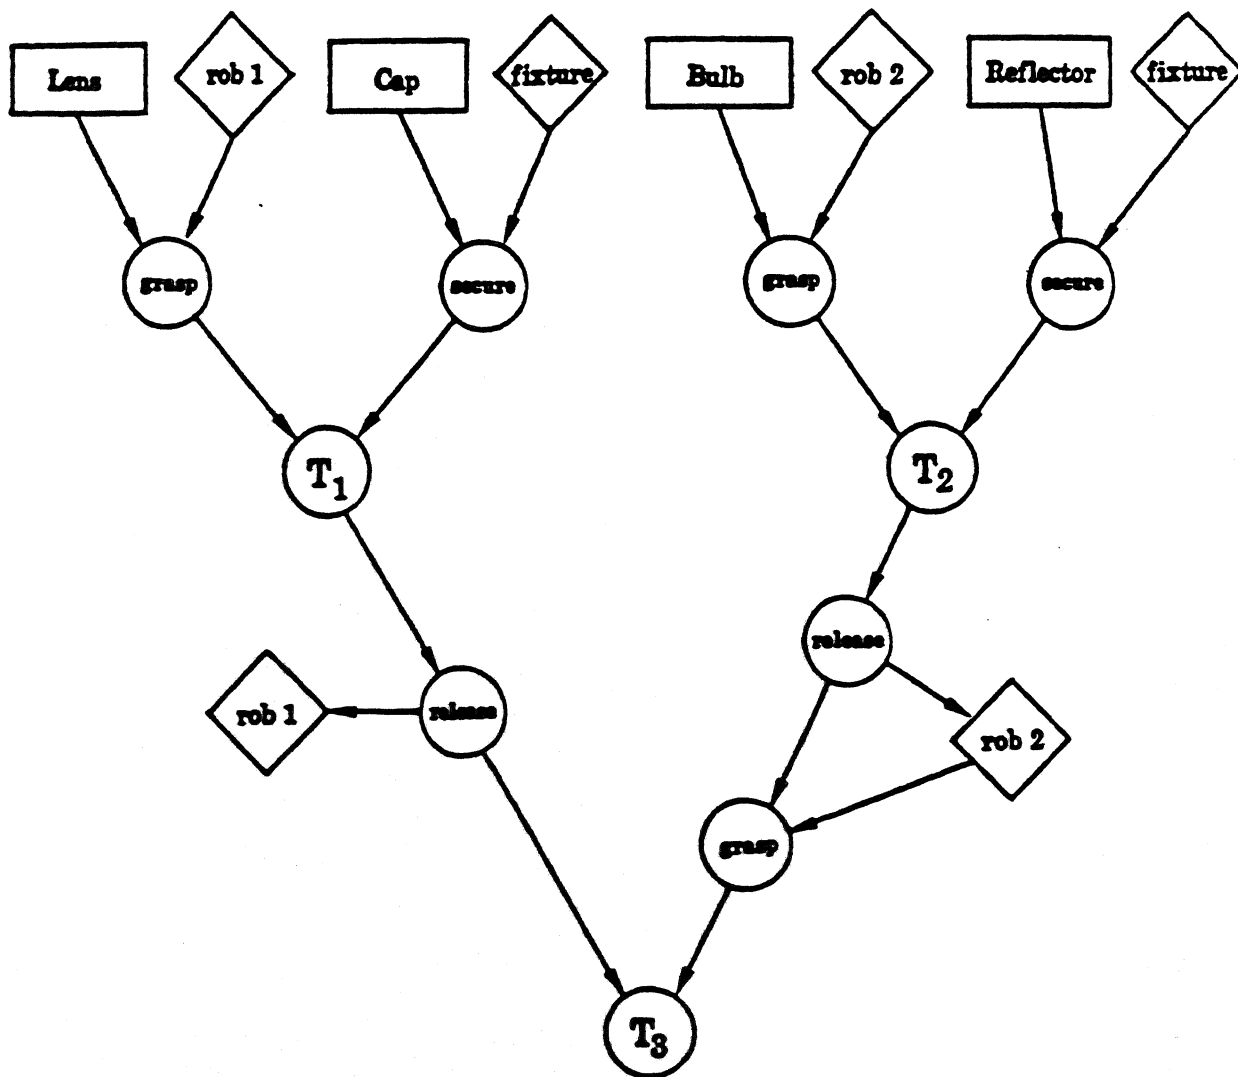 Lens
rob 1
Cap
fixture
Bulb
rob 2
Reflector
fixture
grasp
secure
grasp
secure
T1
T2
release
rob 1
release
rob 2
grasp
T3